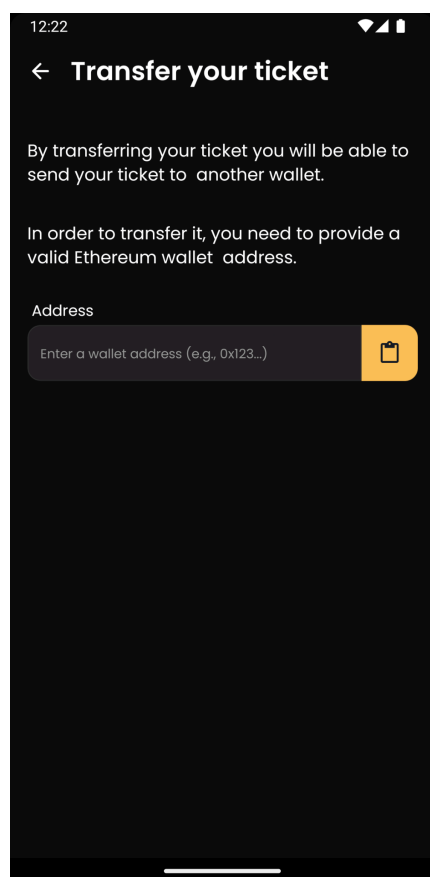 12:22
Transfer your ticket
By transferring your ticket you will be able to
send your ticket to  another wallet.
In order to transfer it, you need to provide a
valid Ethereum wallet  address.
Address
Enter a wallet address (e.g., 0x123...)